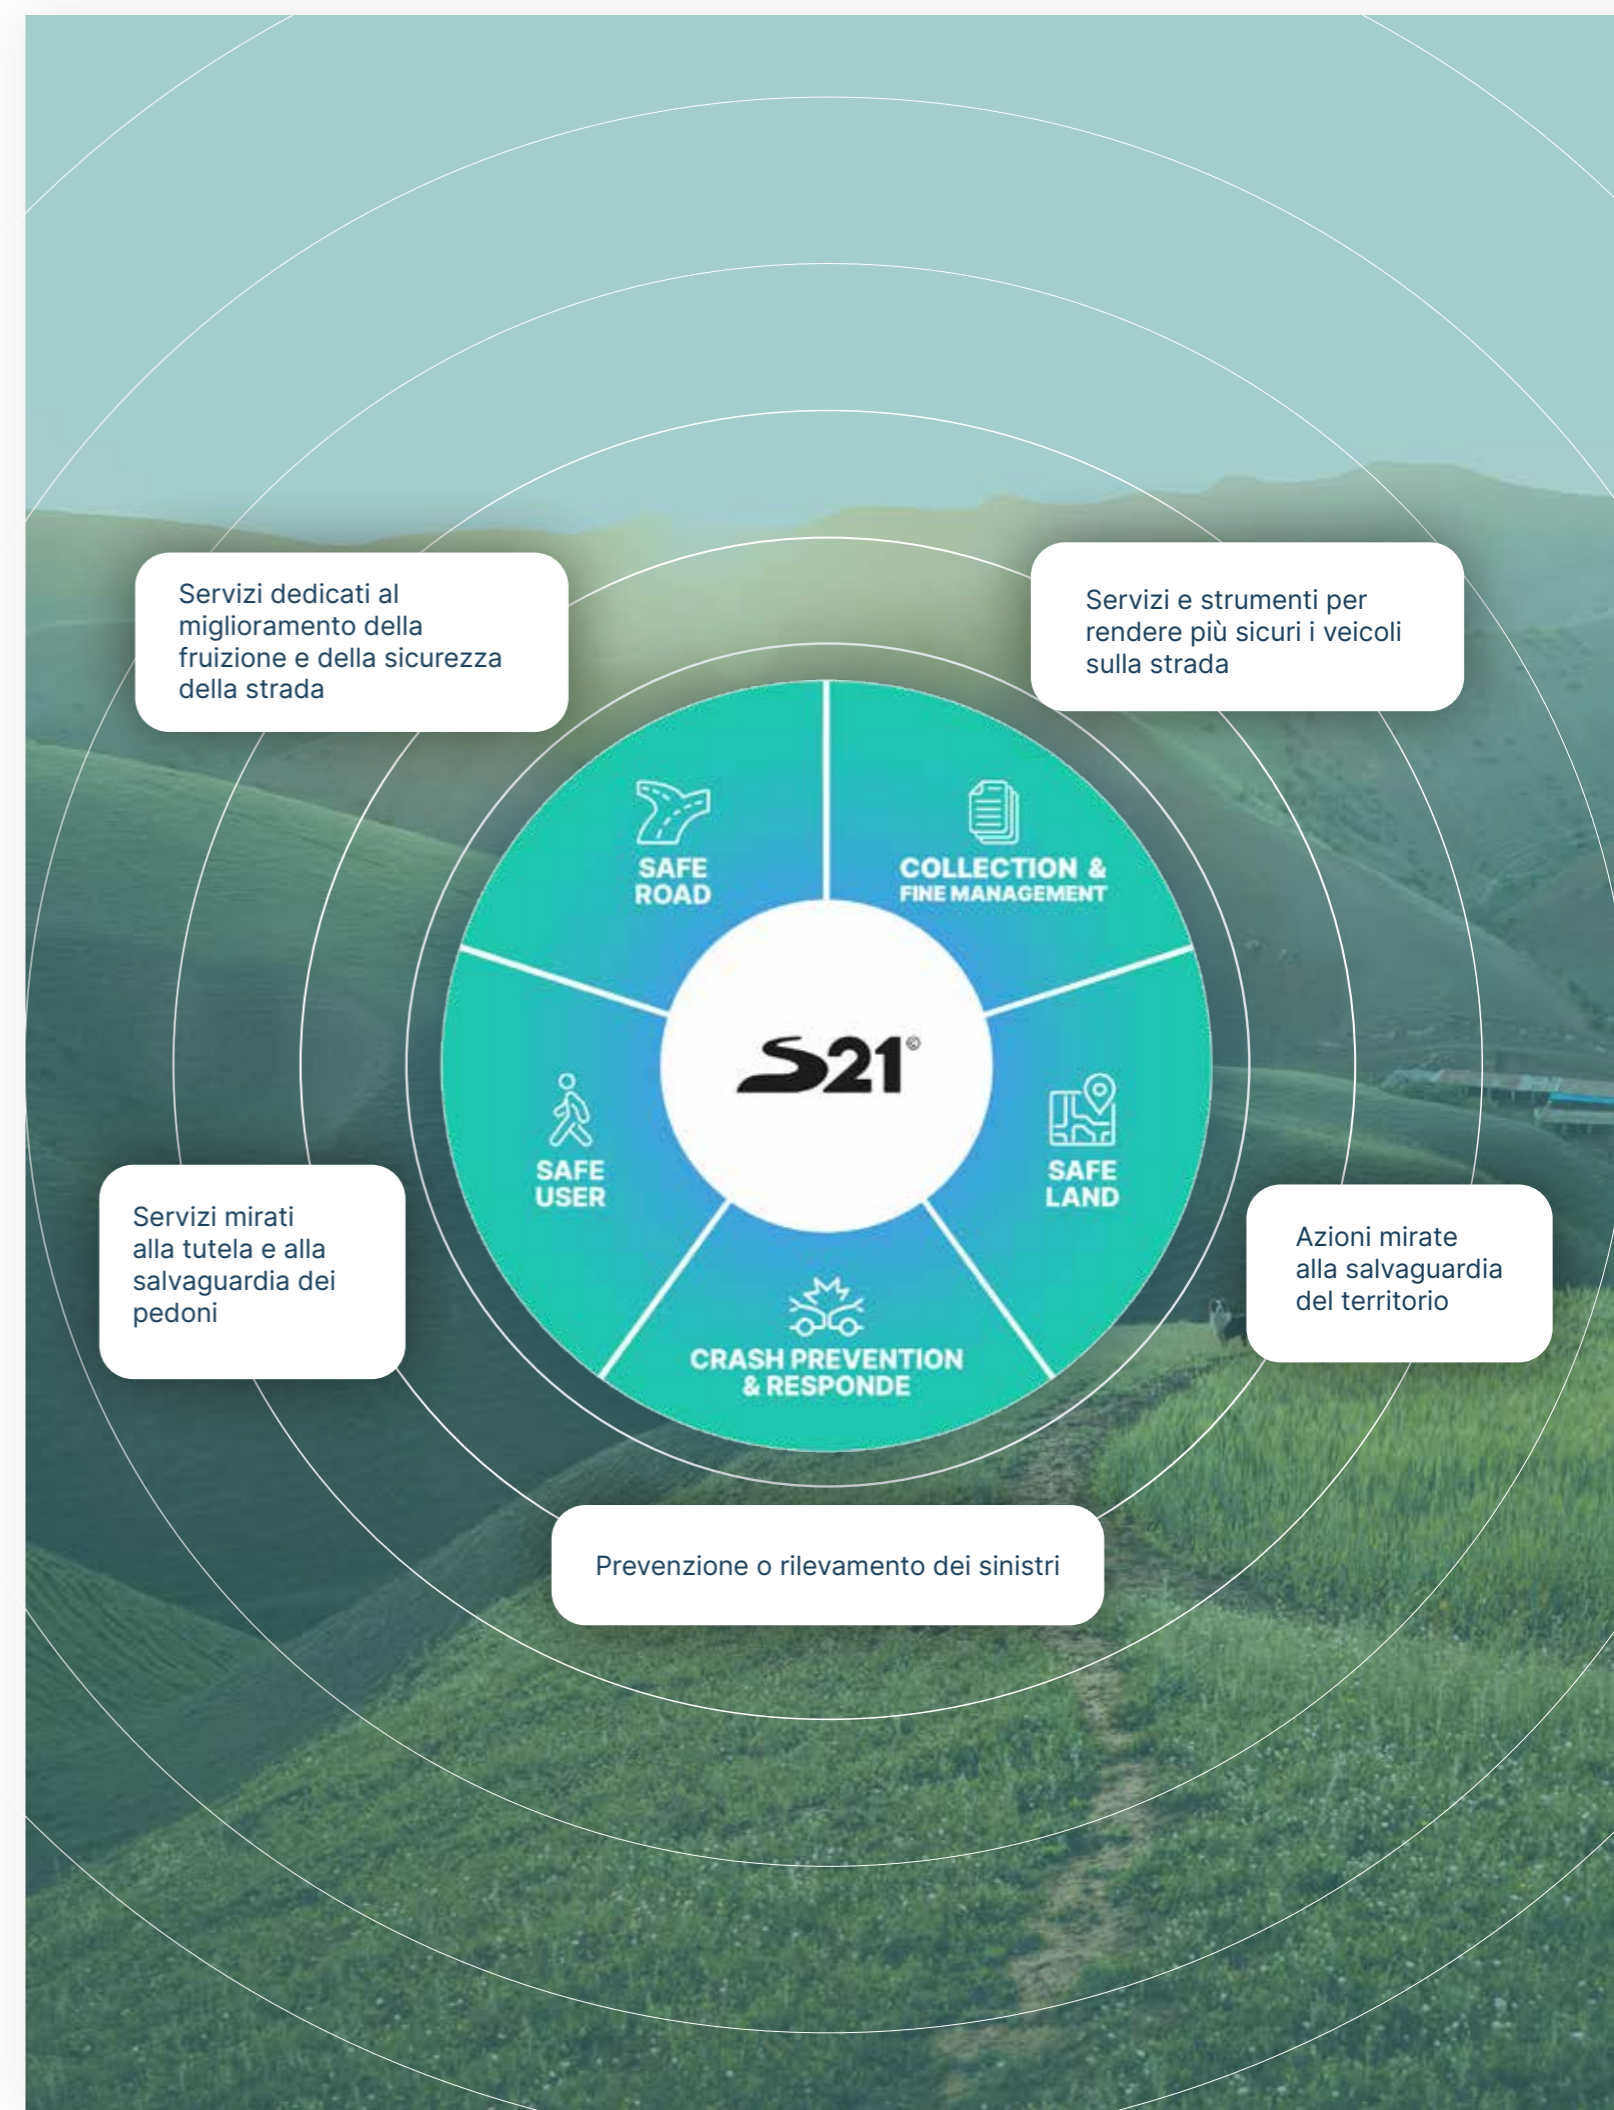 Servizi dedicati al
miglioramento della
fruizione e della sicurezza
della strada
Servizi e strumenti per
rendere più sicuri i veicoli
sulla strada
SAFE
ROAD
COLLECTION &
FINE MANAGEMENT
S21©
SAFE
USER
SAFE
LAND
Servizi mirati
alla tutela e alla
salvaguardia dei
pedoni
Azioni mirate
alla salvaguardia
del territorio
CRASH PREVENTION
& RESPONDE
Prevenzione o rilevamento dei sinistri